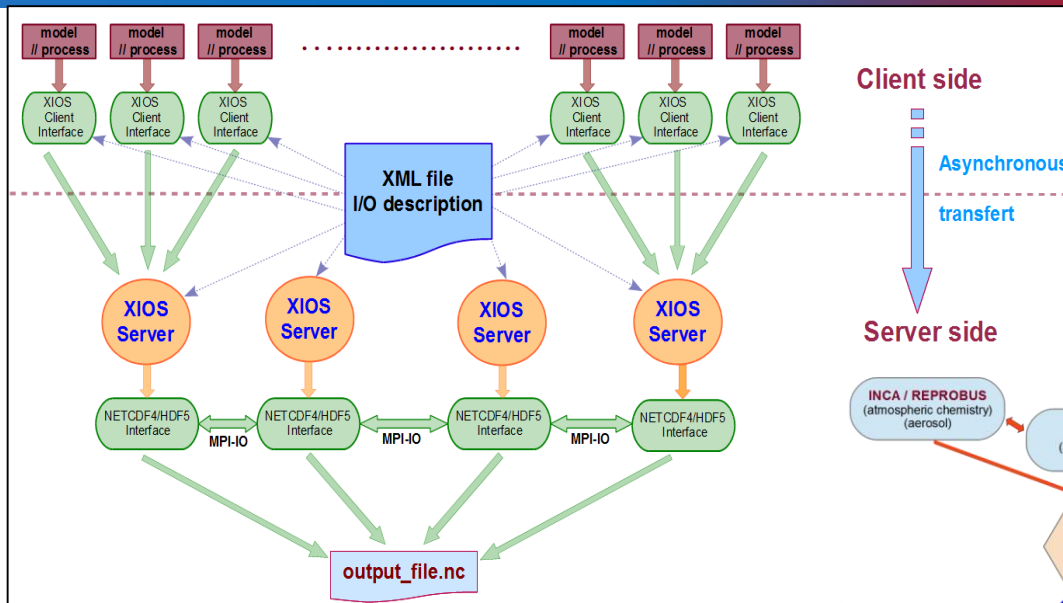 model
// process
model
// process
model
// process
model
// process
model
// process
model
// process
XIOS
Client
Interface
XIOS
Client
Interface
XIOS
Client
Interface
XIOS
Client
Interface
XIOS
Client
Interface
XIOS
Client
Interface
XML file
I/O description
Client side
Asynchronous
transfert
Server side
XIOS
Server
XIOS
Server
XIOS
Server
XIOS
Server
NETCDF4/HDF5
Interface
MPI-IO
NETCDF4/HDF5
Interface
MPI-IO
NETCDF4/HDF5
Interface
MPI-IO
NETCDF4/HDF5
Interface
output_file.nc
INCA / REPROBUS
(atmospheric chemistry)
(aerosol)
(